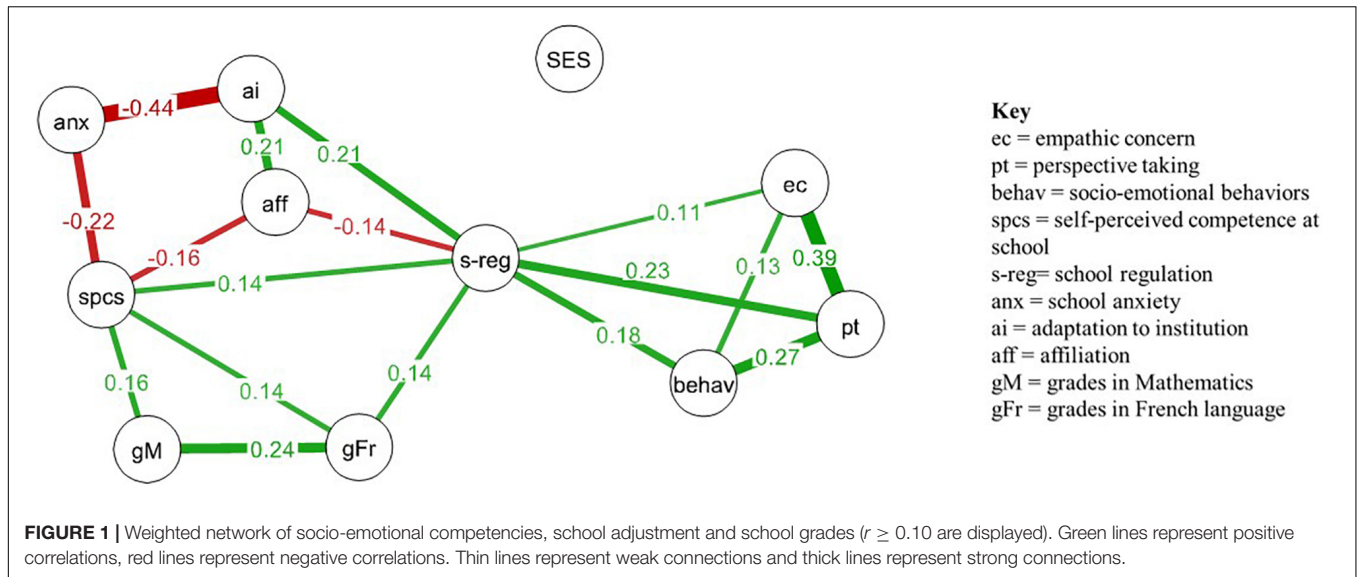 SES
ai
anx
-0.44
0.21
0.21
aff
ec
-0.22
-0.14
0.11
-0.16
s-reg
0.13
0.39
0.23
spcs
0.14
pt
0.18
0.27
behav
0.16
0.14
0.14
gM
0.24
gFr
Key
ec = empathic concern
pt = perspective taking
behav = socio-emotional behaviors
spcs = self-perceived competence at
school
s-reg= school regulation
anx = school anxiety
ai = adaptation to institution
aff = affiliation
gM = grades in Mathematics
gFr = grades in French language
FIGURE 1 | Weighted network of socio-emotional competencies, school adjustment and school grades (r ≥ 0.10 are displayed). Green lines represent positive
correlations, red lines represent negative correlations. Thin lines represent weak connections and thick lines represent strong connections.